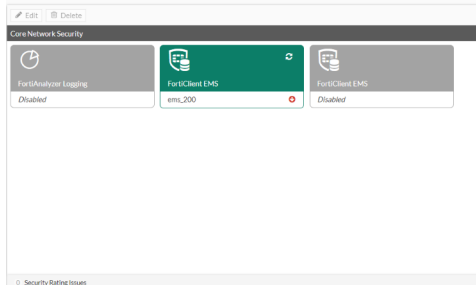 Edit Delete
Core Network Security
FortiAnalyzer Logging
Disabled
FortiClient EMS
ems_200
FortiClient EMS
Disabled
0 Security Rating Issues